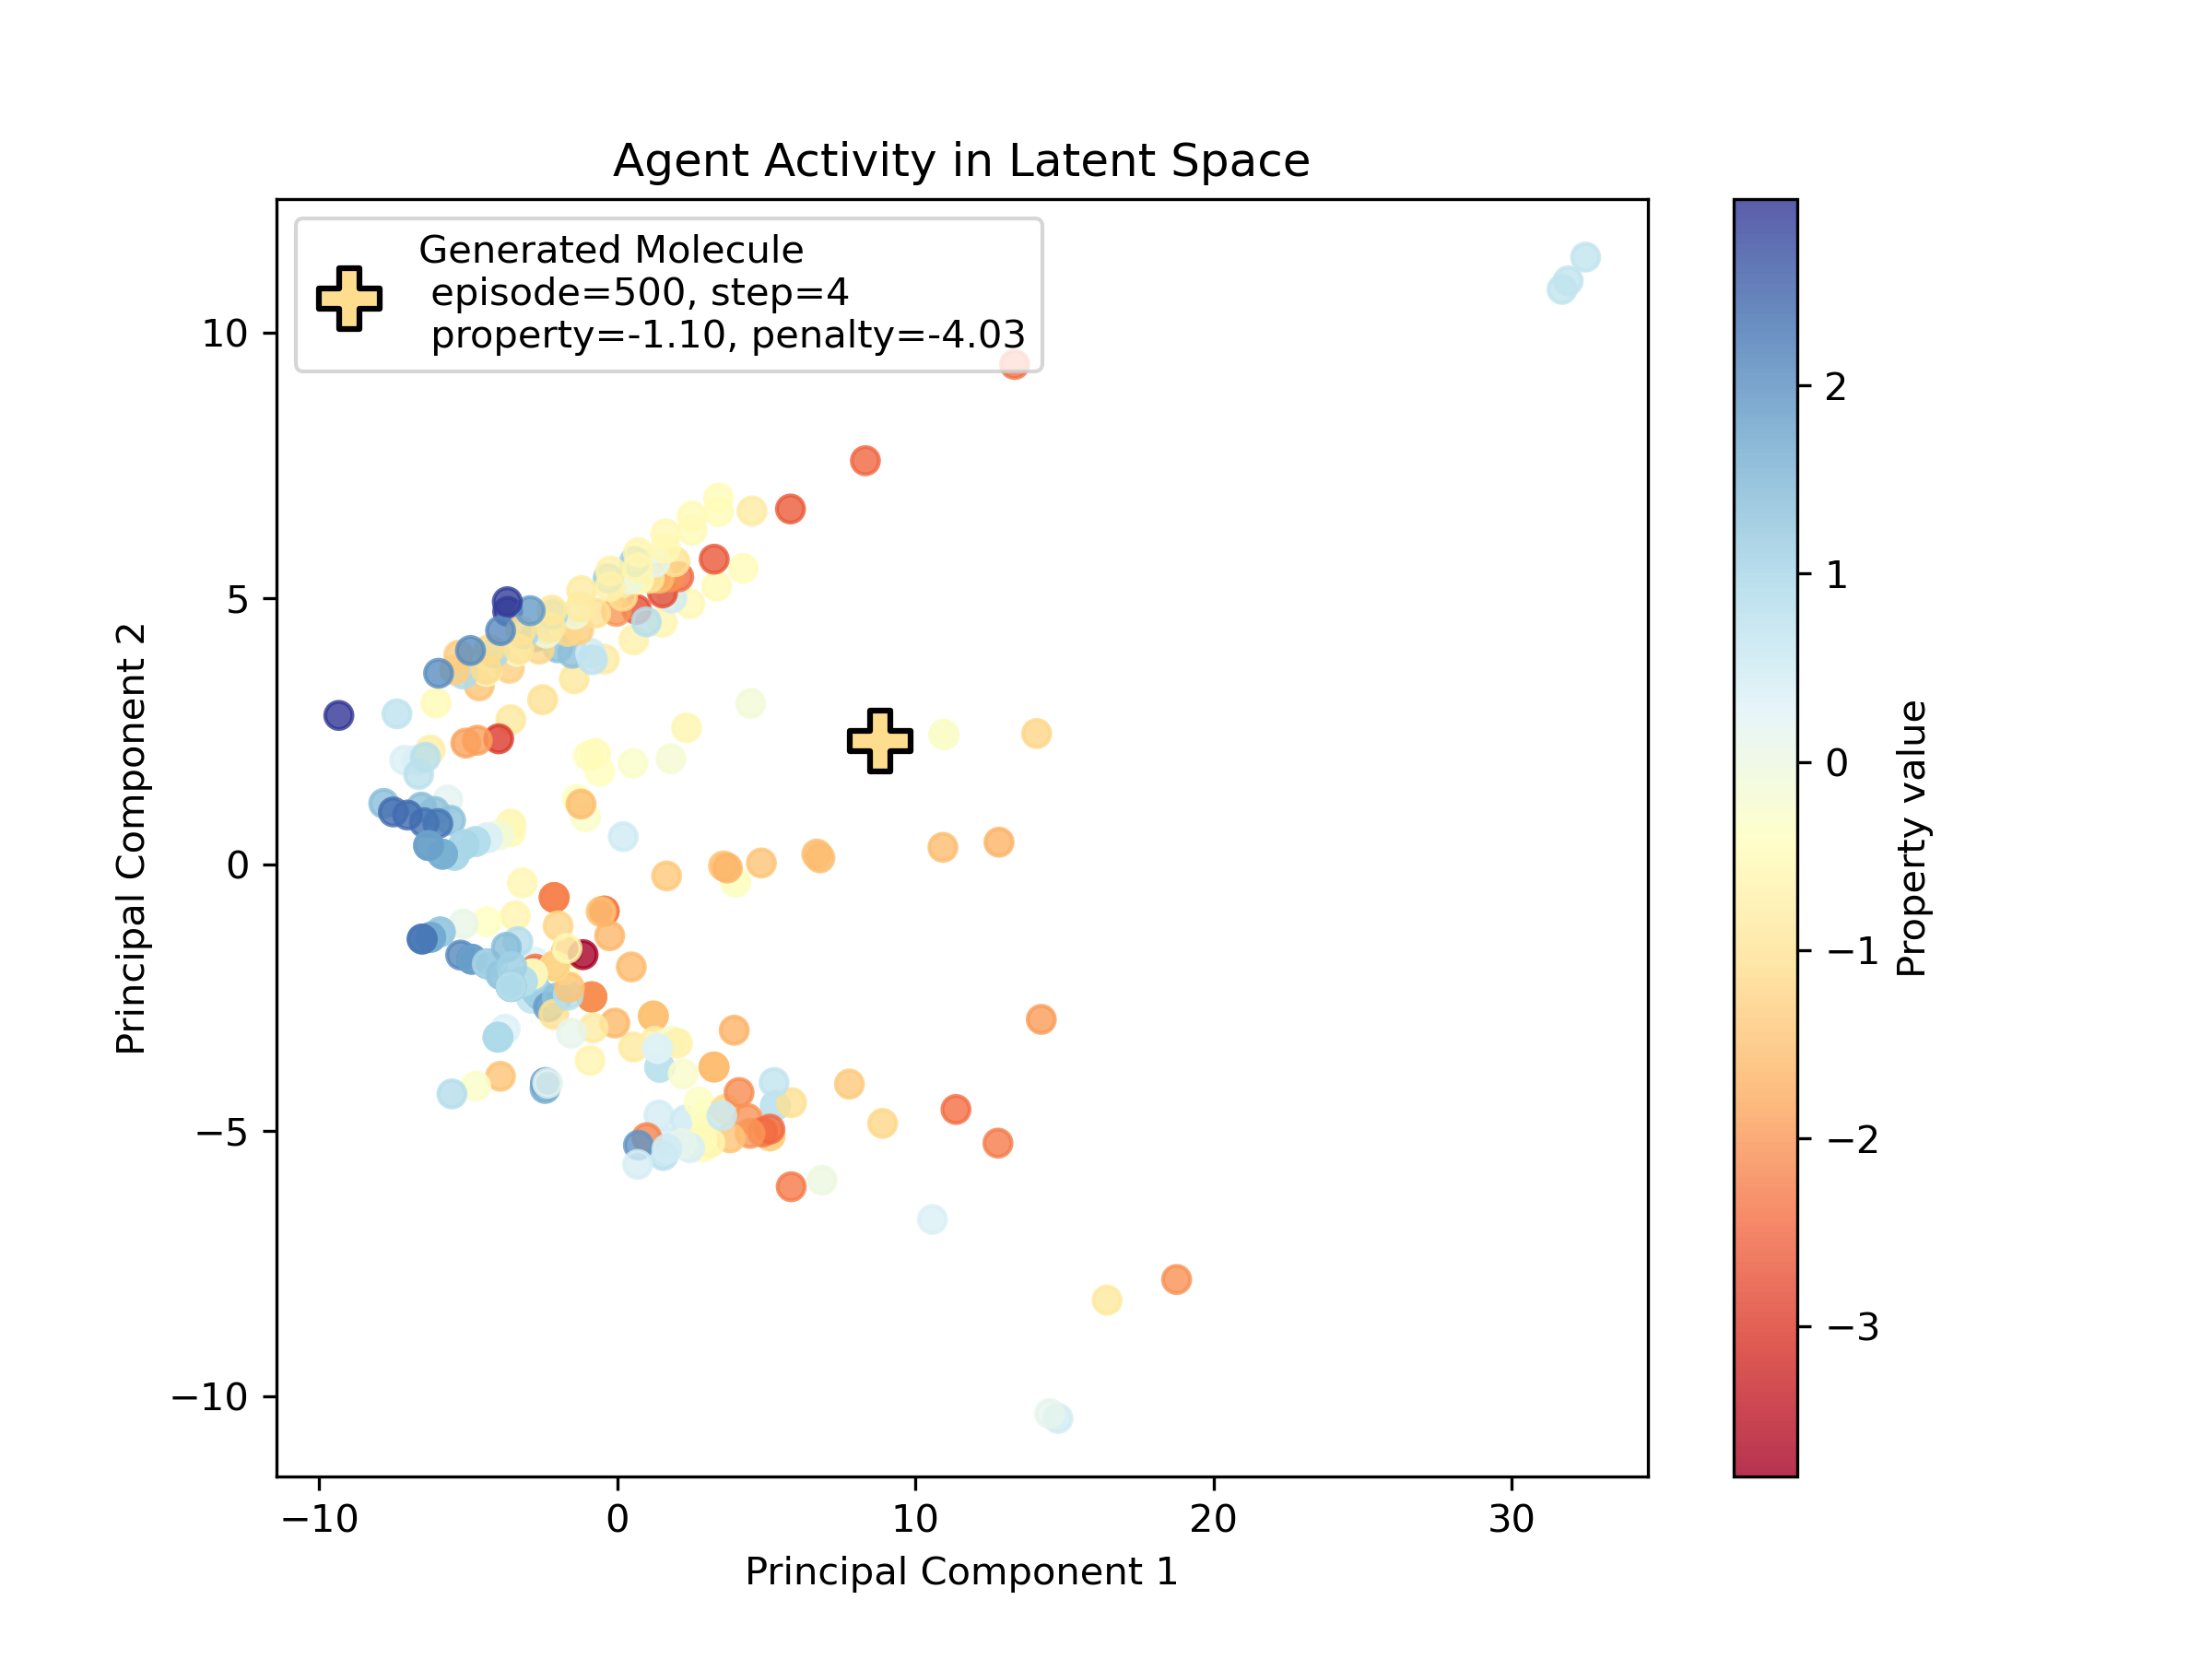 Agent Activity in Latent Space
Generated Molecule
episode=500, step=4
property=-1.10, penalty=-4.03
10
5
0
−5
−10
Principal Component 2
−10
0
10
20
30
Principal Component 1
2
1
0
−1
−2
−3
Property value